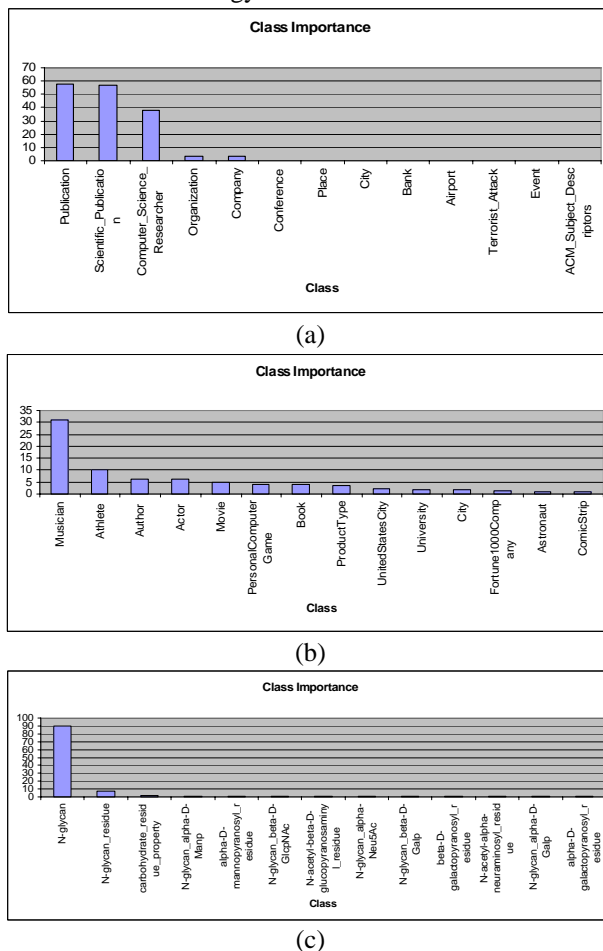 Class Importance
70
60
50
40
30
20
10
0
Publication
Scientific_Publicatio
n
Computer_Science_
Researcher
Organization
Company
Conference
Place
City
Bank
Airport
Terrorist_Attack
Event
ACM_Subject_Desc
riptors
Class
(a)
Class Importance
35
30
25
20
15
10
5
0
Musician
Athlete
Author
Actor
Movie
PersonalComputer
Game
Book
ProductType
UnitedStatesCity
University
City
Fortune1000Comp
any
Astronaut
ComicStrip
Class
(b)
Class Importance
100
90
80
70
60
50
40
30
20
10
0
N-glycan
N-glycan_residue
carbohydrate_resid
ue_property
N-glycan_alpha-D-
Manp
alpha-D-
mannopyranosyl_r
esidue
N-glycan_beta-D-
GlcpNAc
N-acetyl-beta-D-
glucopyranosaminy
l_residue
N-glycan_alpha-
Neu5Ac
N-glycan_beta-D-
Galp
beta-D-
galactopyranosyl_r
esidue
N-acetyl-alpha-
neuraminosyl_resid
ue
N-glycan_alpha-D-
Galp
alpha-D-
galactopyranosyl_r
esidue
Class
(c)